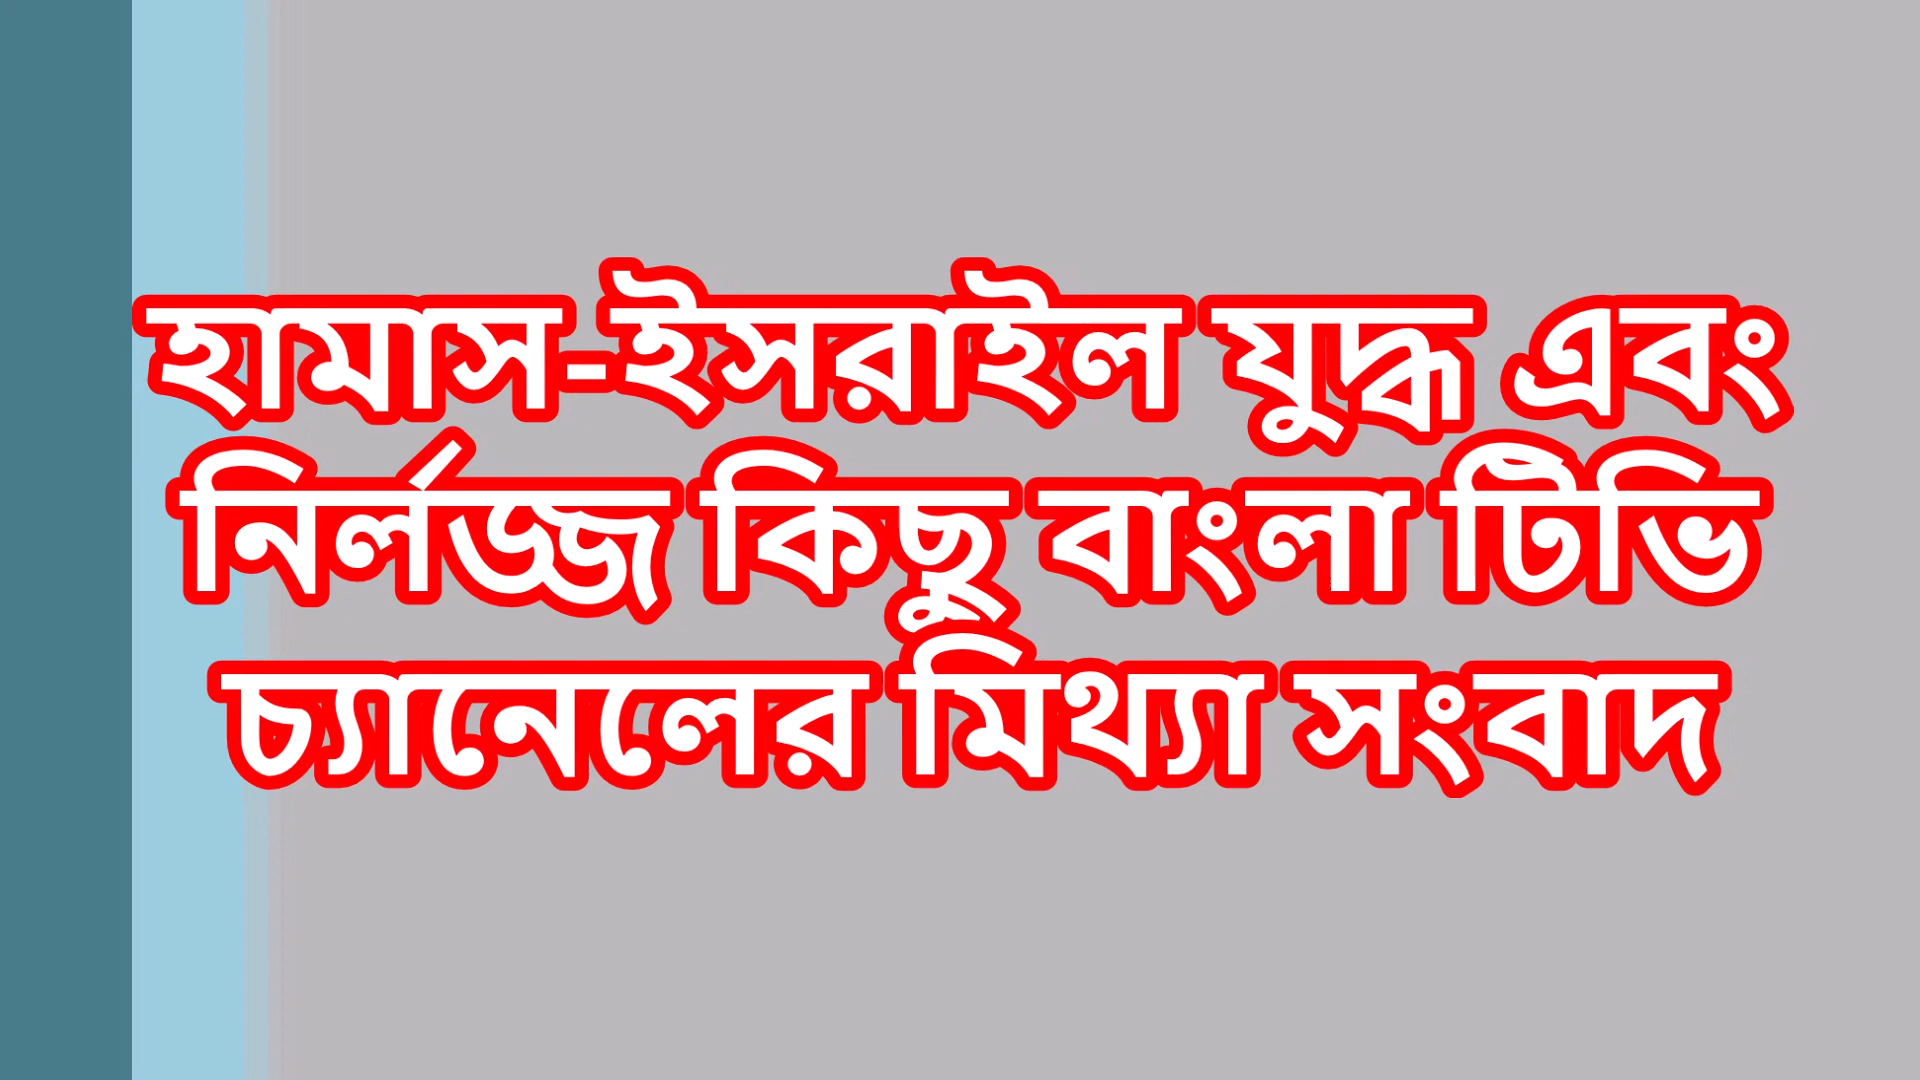 হামাস-ইসরাইল যুদ্ধ এবং
নির্লজ্জ কিছু বাংলা টিভি
চ্যানেলের মিথ্যা সংবাদ